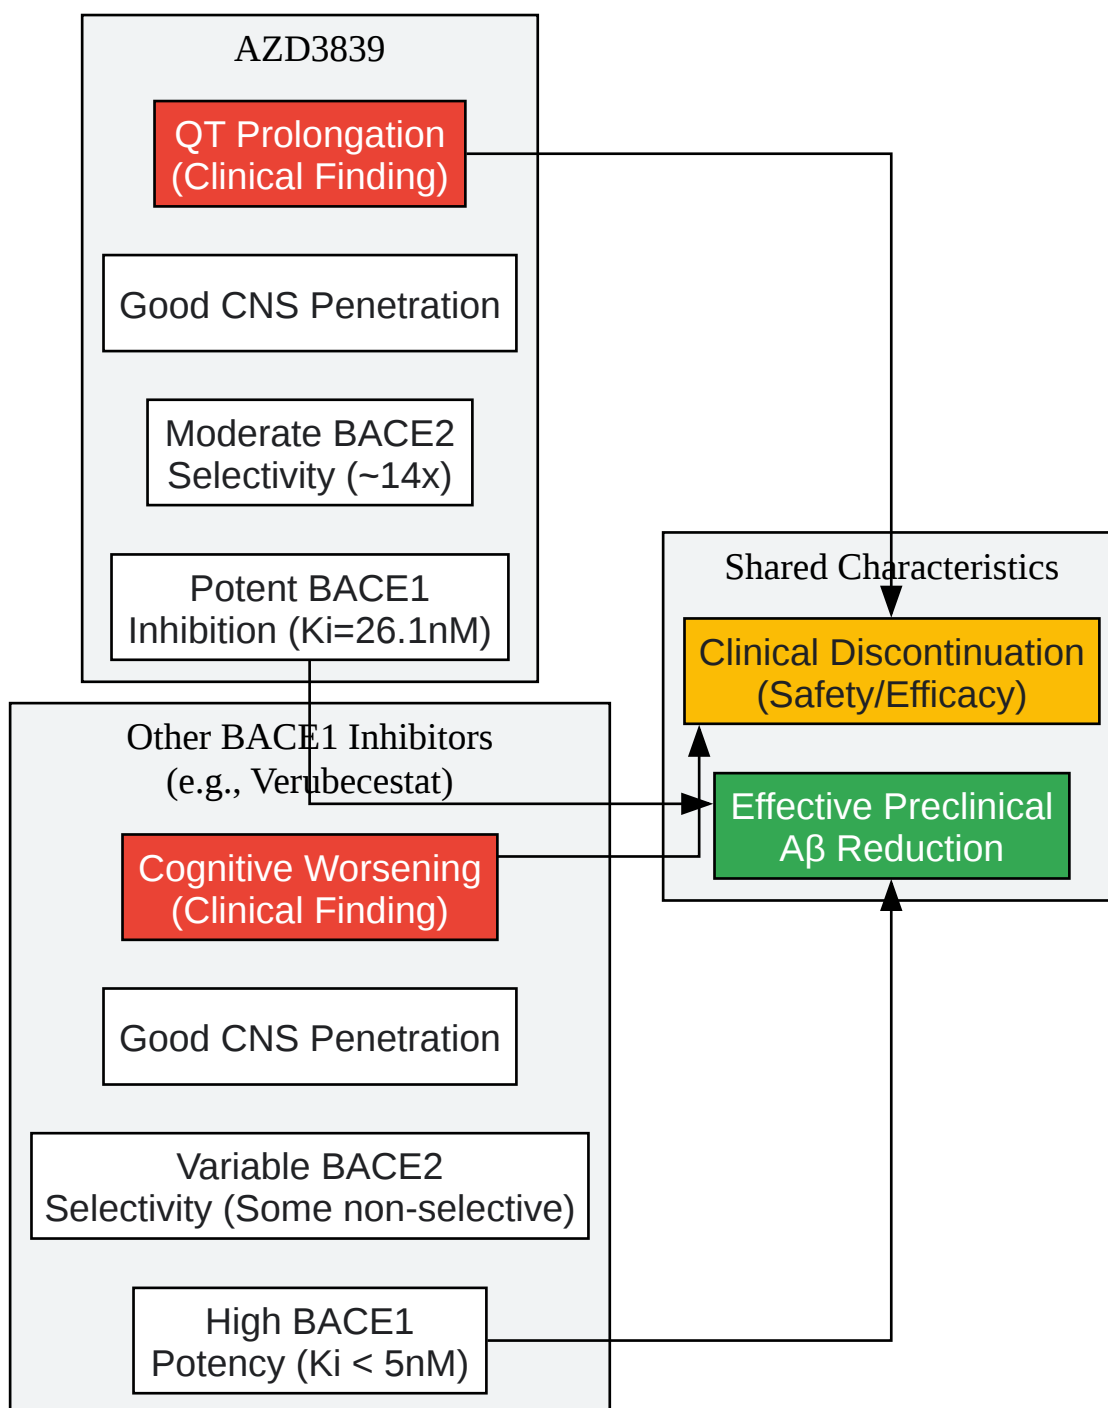 AZD3839
QT Prolongation
(Clinical Finding)
Good CNS Penetration
Moderate BACE2
Selectivity (~14x)
Potent BACE1
Inhibition (Ki=26.1nM)
Other BACE1 Inhibitors
(e.g., Verubecestat)
Cognitive Worsening
(Clinical Finding)
Good CNS Penetration
Variable BACE2
Selectivity (Some non-selective)
High BACE1
Potency (Ki < 5nM)
Shared Characteristics
Clinical Discontinuation
(Safety/Efficacy)
Effective Preclinical
Aβ Reduction